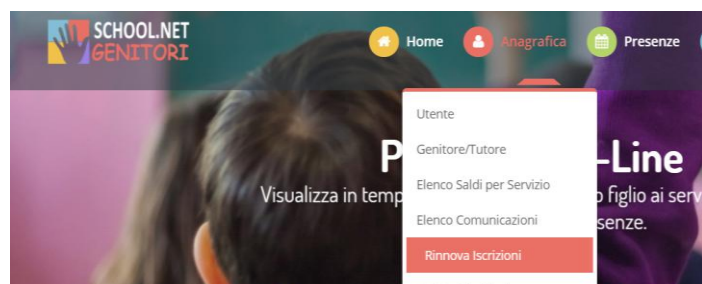 SCHOOL.NET
GENITORI
Home
Anagrafica
Presenze
Utente
Genitore/Tutore
Elenco Saldi per Servizio
Elenco Comunicazioni
Rinnova Iscrizioni
P
-Line
Visualizza in temp
figlio ai serv
senze.